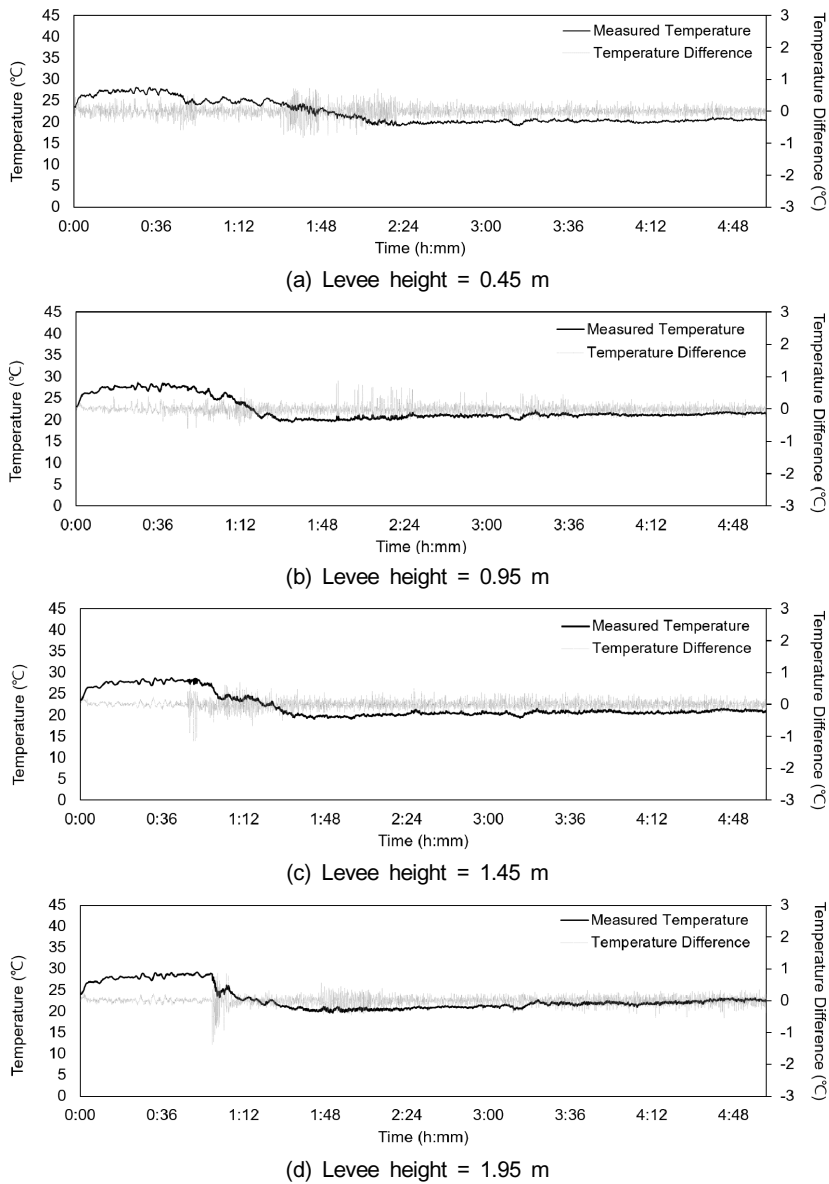 Measured Temperature
Temperature Difference
Temperature (℃)
45
40
35
30
25
20
15
10
5
0
3
2
1
0
-1
-2
-3
Temperature Difference (℃)
0:00 0:36 1:12 1:48 2:24 3:00 3:36 4:12 4:48
Time (h:mm)
(a) Levee height = 0.45 m
Measured Temperature
Temperature Difference
Temperature (℃)
45
40
35
30
25
20
15
10
5
0
3
2
1
0
-1
-2
-3
Temperature Difference (℃)
0:00 0:36 1:12 1:48 2:24 3:00 3:36 4:12 4:48
Time (h:mm)
(b) Levee height = 0.95 m
Measured Temperature
Temperature Difference
Temperature (℃)
45
40
35
30
25
20
15
10
5
0
3
2
1
0
-1
-2
-3
Temperature Difference (℃)
0:00 0:36 1:12 1:48 2:24 3:00 3:36 4:12 4:48
Time (h:mm)
(c) Levee height = 1.45 m
Measured Temperature
Temperature Difference
Temperature (℃)
45
40
35
30
25
20
15
10
5
0
3
2
1
0
-1
-2
-3
Temperature Difference (℃)
0:00 0:36 1:12 1:48 2:24 3:00 3:36 4:12 4:48
Time (h:mm)
(d) Levee height = 1.95 m